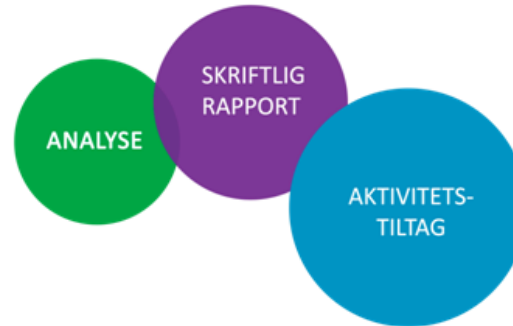 ANALYSE
SKRIFTLIG
RAPPORT
AKTIVITETS-
TILTAG